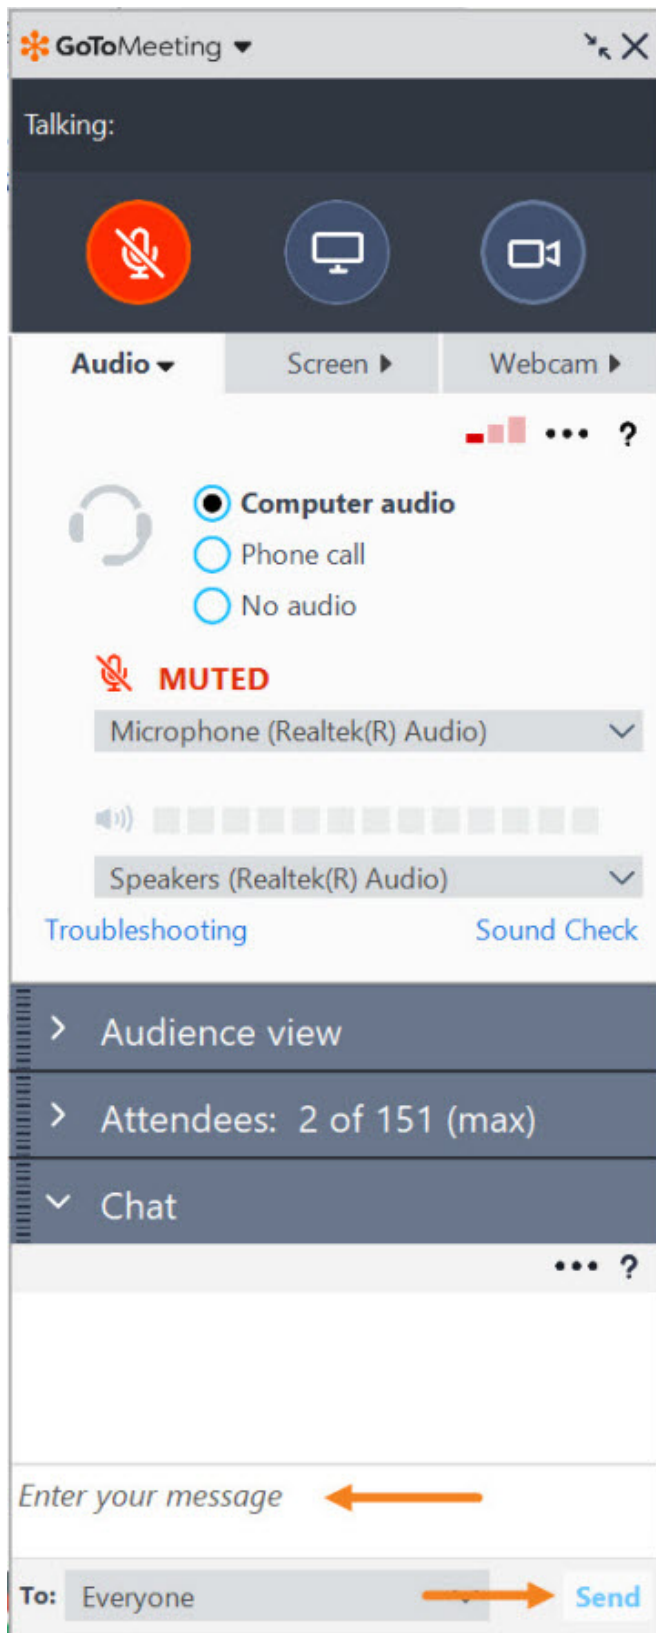 GoToMeeting
Talking:
Audio Screen Webcam
?
Computer audio
Phone call
No audio
MUTED
Microphone (Realtek(R) Audio)
Speakers (Realtek(R) Audio)
Troubleshooting Sound Check
Audience view
Attendees: 2 of 151 (max)
Chat
?
Enter your message
To: Everyone Send